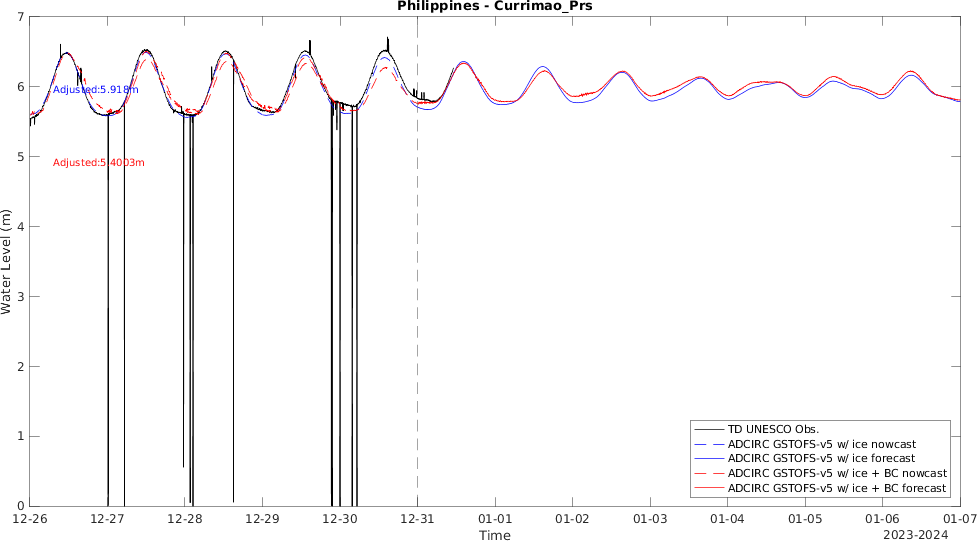 Philippines - Currimao_Prs
Water Level (m)
7
6
5
4
3
2
1
0
Adjusted:5.918m
Adjusted:5.4003m
TD UNESCO Obs.
ADCIRC GSTOFS-v5 w/ ice nowcast
ADCIRC GSTOFS-v5 w/ ice forecast
ADCIRC GSTOFS-v5 w/ ice + BC nowcast
ADCIRC GSTOFS-v5 w/ ice + BC forecast
12-26 12-27 12-28 12-29 12-30 12-31 01-01 01-02 01-03 01-04 01-05 01-06 01-07
Time
2023-2024